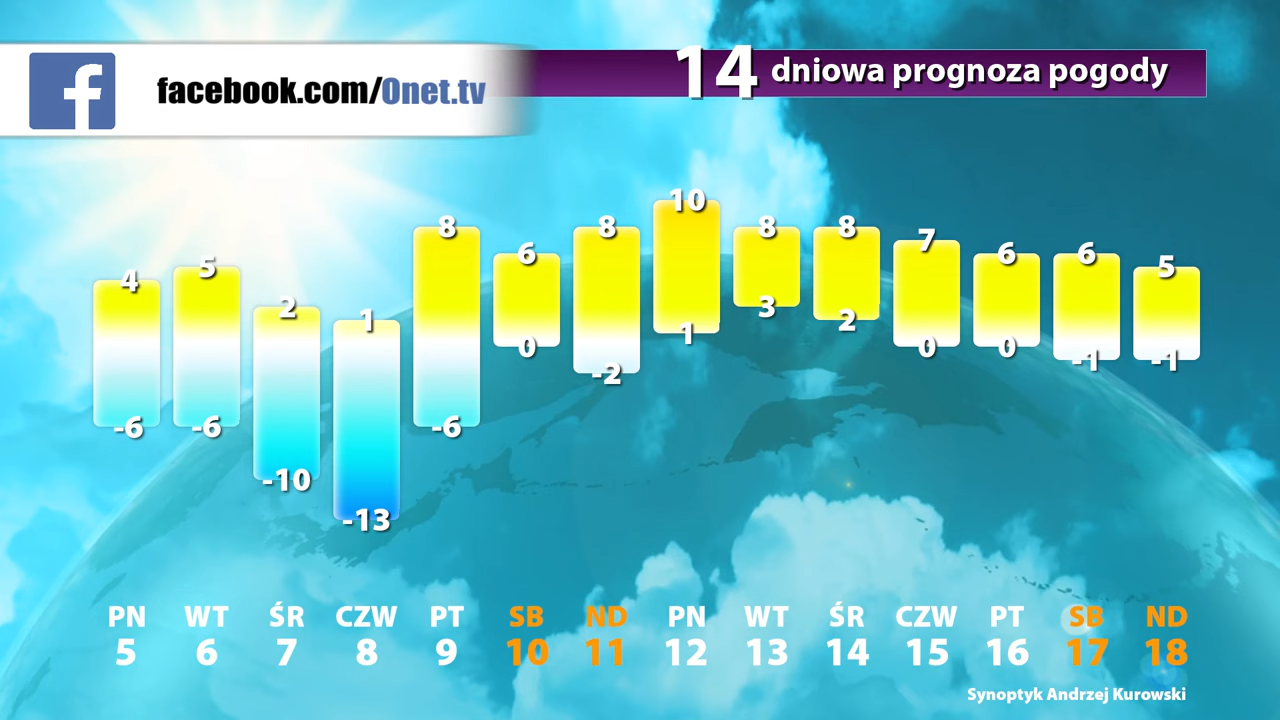 facebook.com/Onet.tv
14 dniowa prognoza pogody
4 5 2 1 8 6 8 10 8 8 7 6 6 5
-6 -6 -10 -13 -6 0 -2 1 3 2 0 0 -1 -1
PN WT ŚR CZW PT SB ND PN WT ŚR CZW PT SB ND
5 6 7 8 9 10 11 12 13 14 15 16 17 18
Synoptyk Andrzej Kurowski